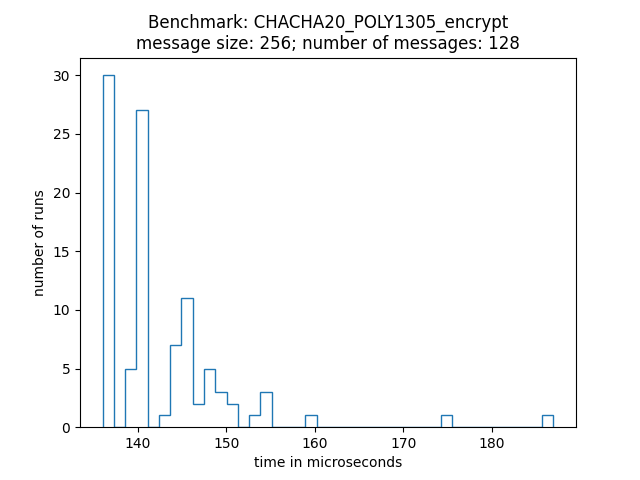 Benchmark: CHACHA20_POLY1305_encrypt
message size: 256; number of messages: 128
30
25
20
15
10
5
0
number of runs
140 150 160 170 180
time in microseconds